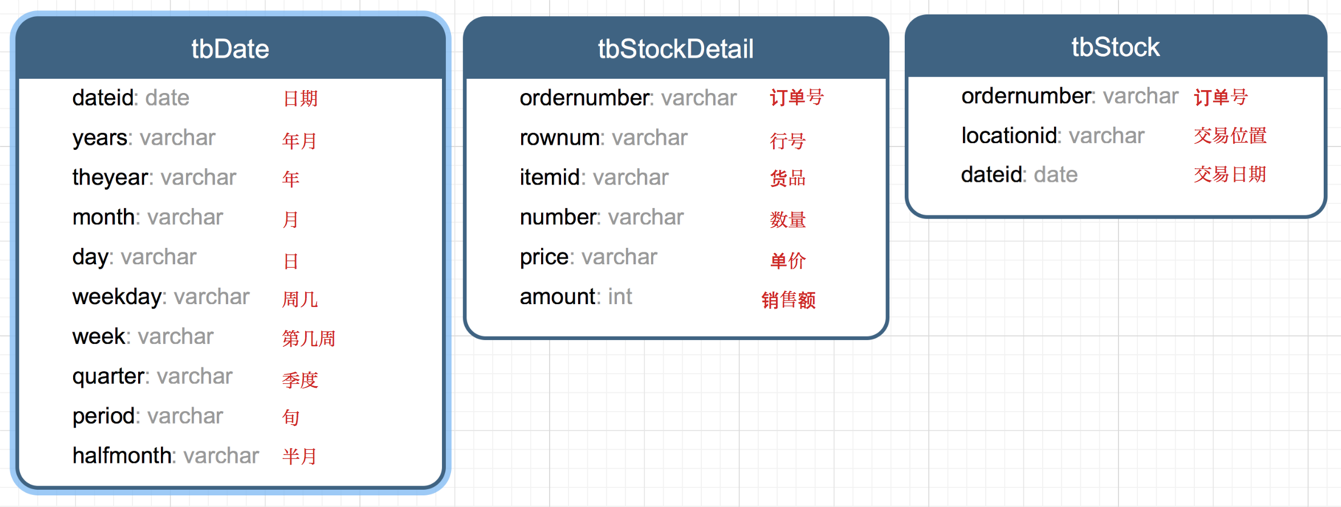 tbDate
dateid: date 日期
years: varchar 年月
theyear: varchar 年
month: varchar 月
day: varchar 日
weekday: varchar 周几
week: varchar 第几周
quarter: varchar 季度
period: varchar 旬
halfmonth: varchar 半月
tbStockDetail
ordernumber: varchar 订单号
rownum: varchar 行号
itemid: varchar 货品
number: varchar 数量
price: varchar 单价
amount: int 销售额
tbStock
ordernumber: varchar 订单号
locationid: varchar 交易位置
dateid: date 交易日期